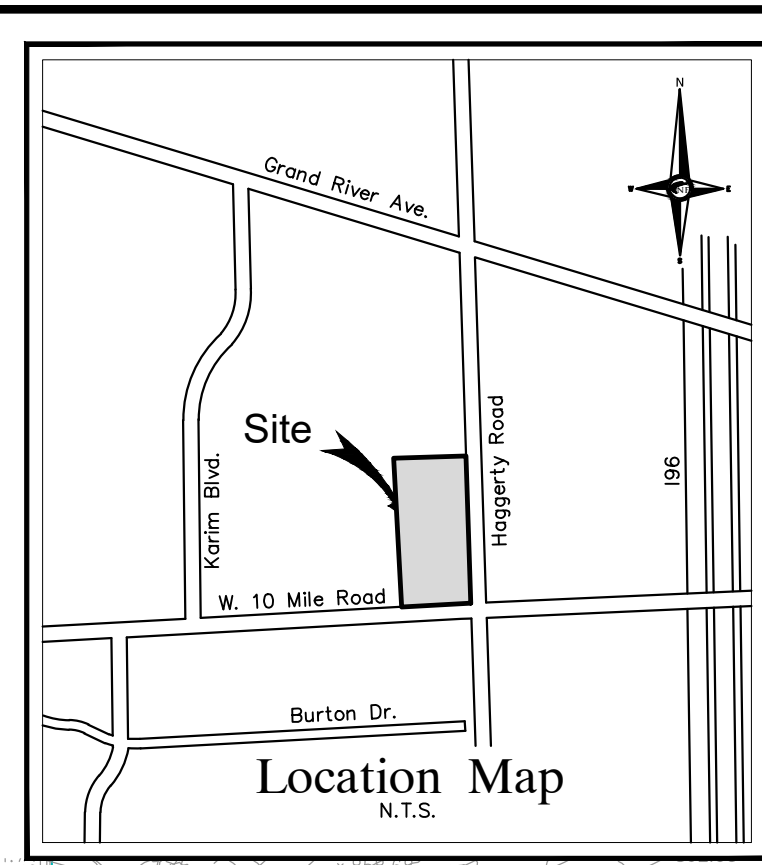 N
Grand River Ave.
W
E
S
Site
Haggerty Road
Karim Blvd.
I96
W. 10 Mile Road
Burton Dr.
Location Map
N.T.S.